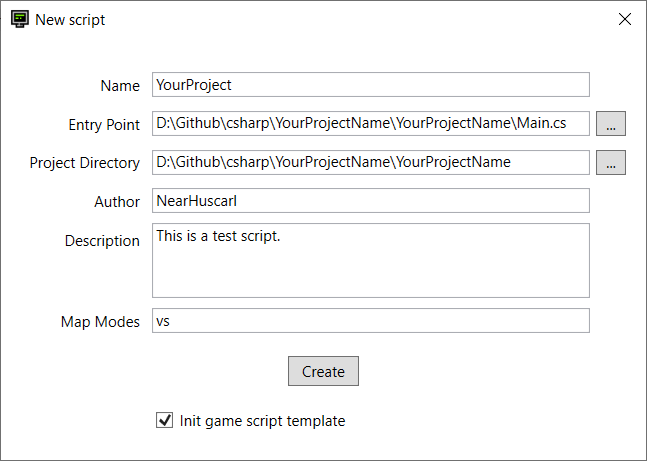 New script
Name
YourProject
Entry Point
D:\Github\csharp\YourProjectName\YourProjectName\Main.cs
...
Project Directory
D:\Github\csharp\YourProjectName\YourProjectName
...
Author
NearHuscarl
Description
This is a test script.
Map Modes
vs
Create
Init game script template